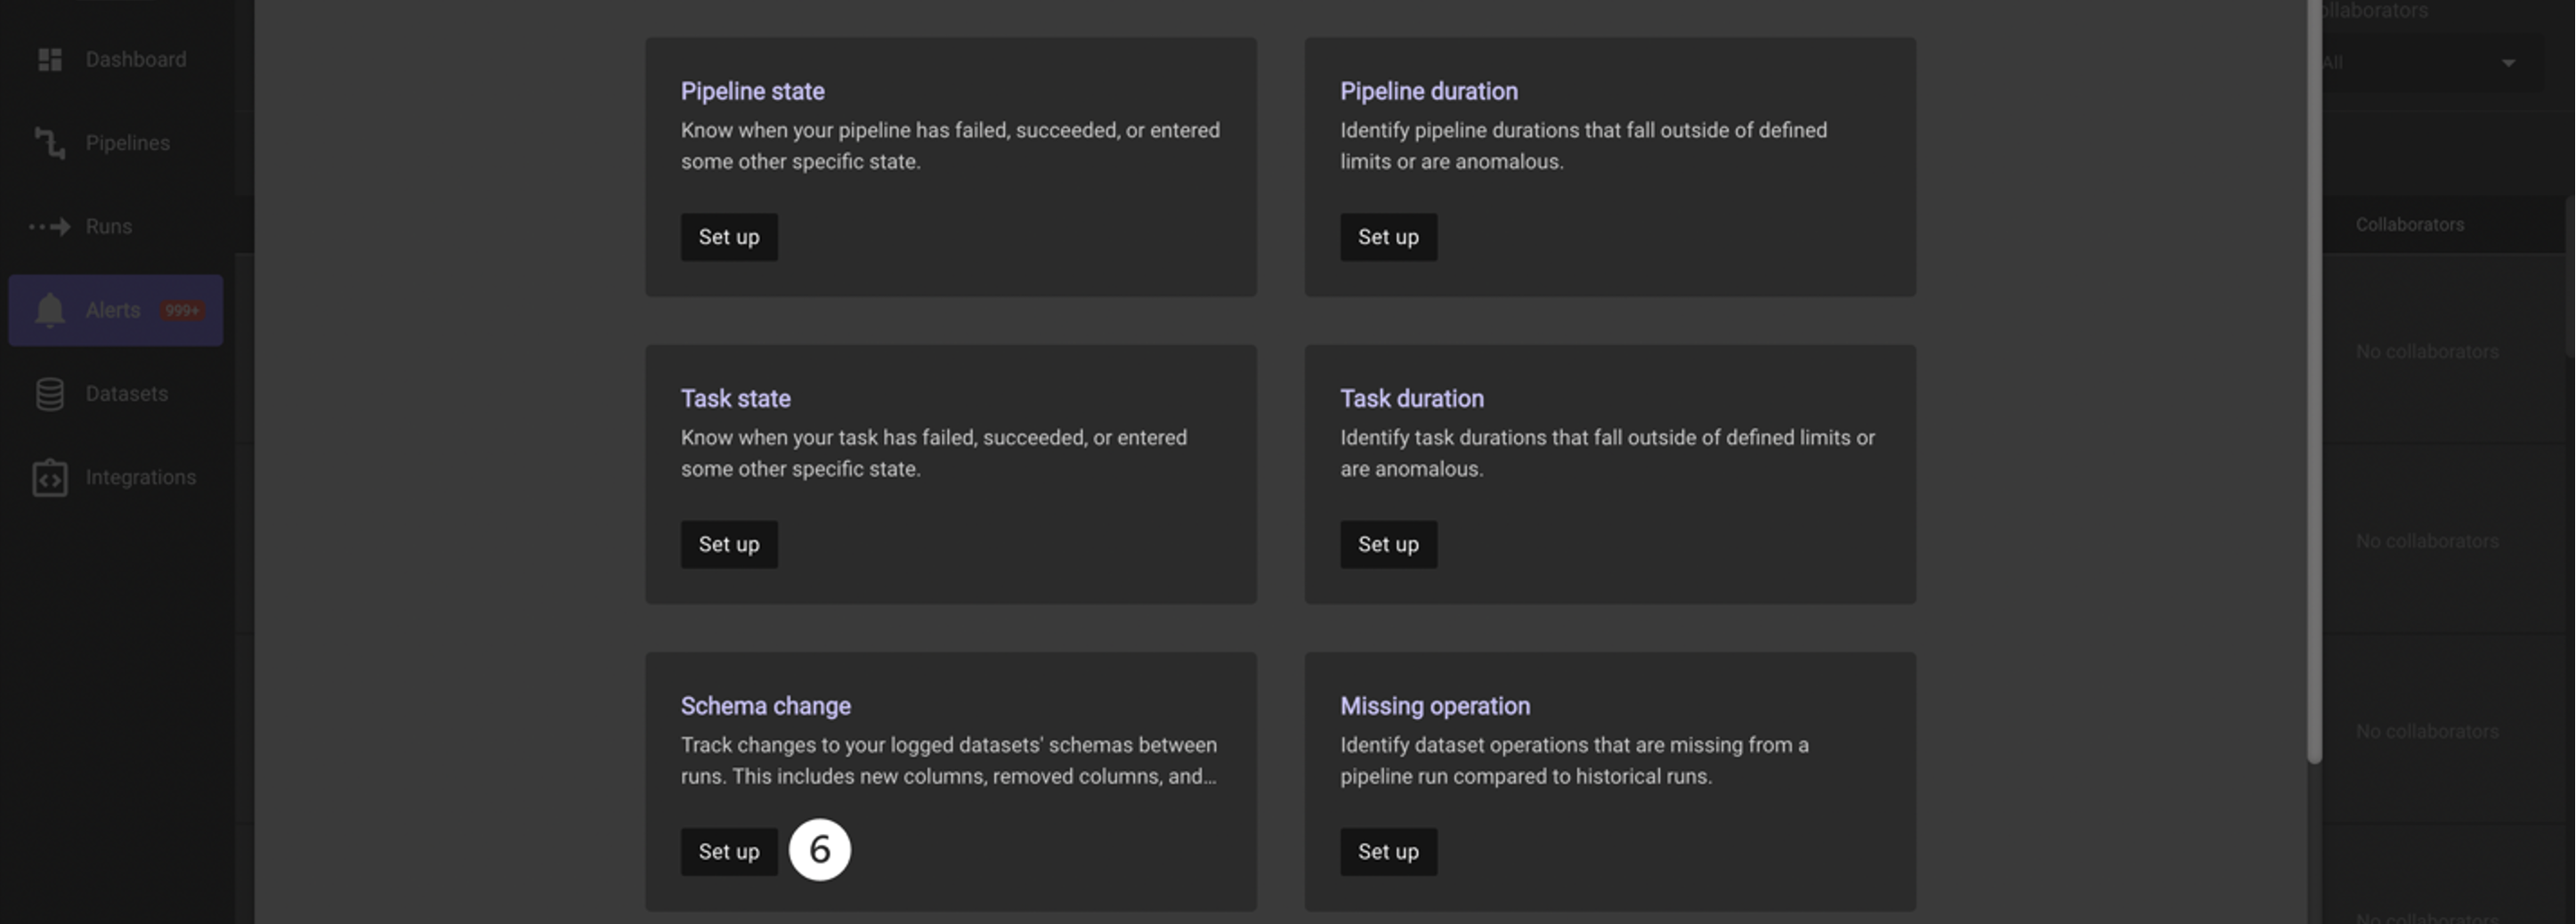 Dashboard
Pipelines
Runs
Alerts 999+
Datasets
Integrations
Pipeline state
Know when your pipeline has failed, succeeded, or entered
some other specific state.
Set up
Pipeline duration
Identify pipeline durations that fall outside of defined
limits or are anomalous.
Set up
Task state
Know when your task has failed, succeeded, or entered
some other specific state.
Set up
Task duration
Identify task durations that fall outside of defined limits or
are anomalous.
Set up
Schema change
Track changes to your logged datasets' schemas between
runs. This includes new columns, removed columns, and...
Set up 6
Missing operation
Identify dataset operations that are missing from a
pipeline run compared to historical runs.
Set up
ollaborators
All
Collaborators
No collaborators
No collaborators
No collaborators
No collaborators